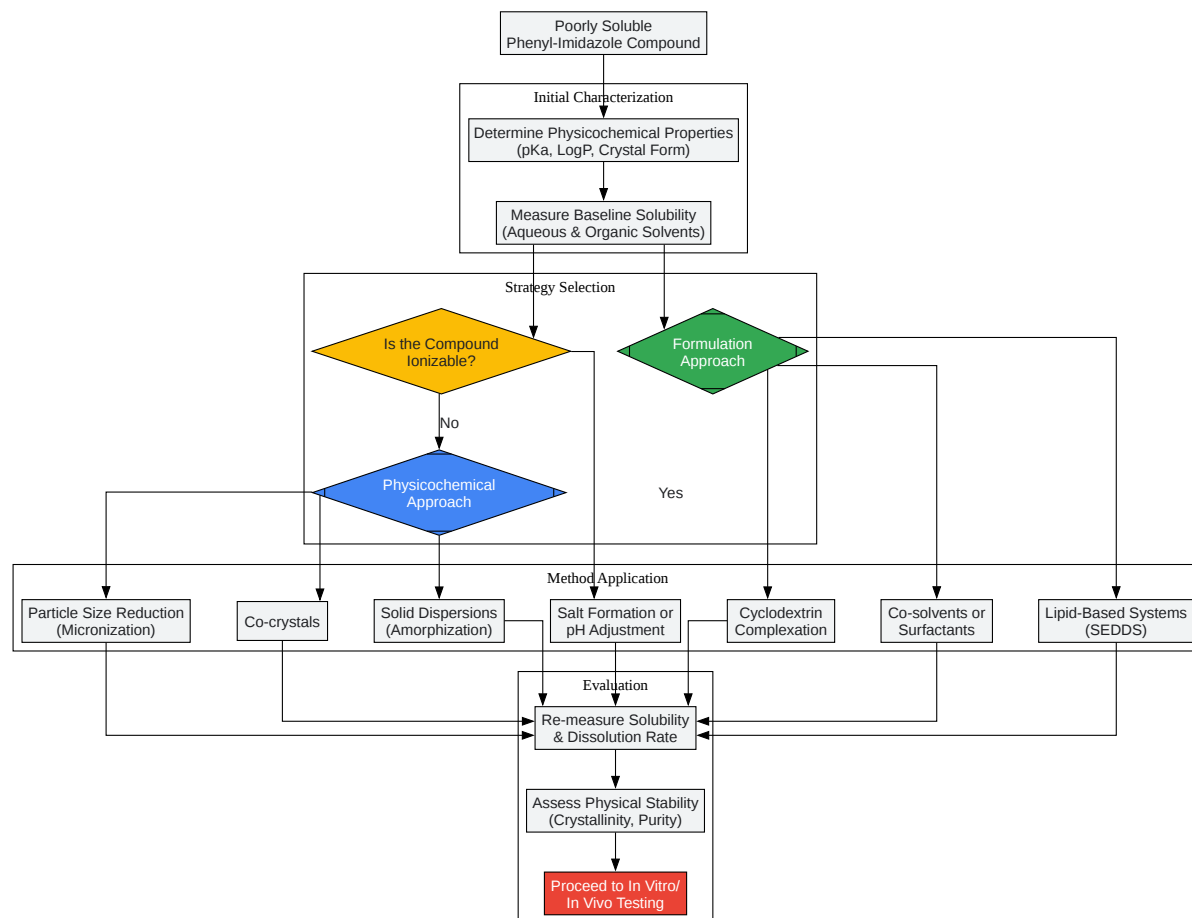 Poorly Soluble
Phenyl-Imidazole Compound
Initial Characterization
Determine Physicochemical Properties
(pKa, LogP, Crystal Form)
Measure Baseline Solubility
(Aqueous & Organic Solvents)
Strategy Selection
Is the Compound
Ionizable?
Formulation
Approach
No
Physicochemical
Approach
Yes
Method Application
Particle Size Reduction
(Micronization)
Co-crystals
Solid Dispersions
(Amorphization)
Salt Formation or
pH Adjustment
Cyclodextrin
Complexation
Co-solvents or
Surfactants
Lipid-Based Systems
(SEDDS)
Evaluation
Re-measure Solubility
& Dissolution Rate
Assess Physical Stability
(Crystallinity, Purity)
Proceed to In Vitro/
In Vivo Testing